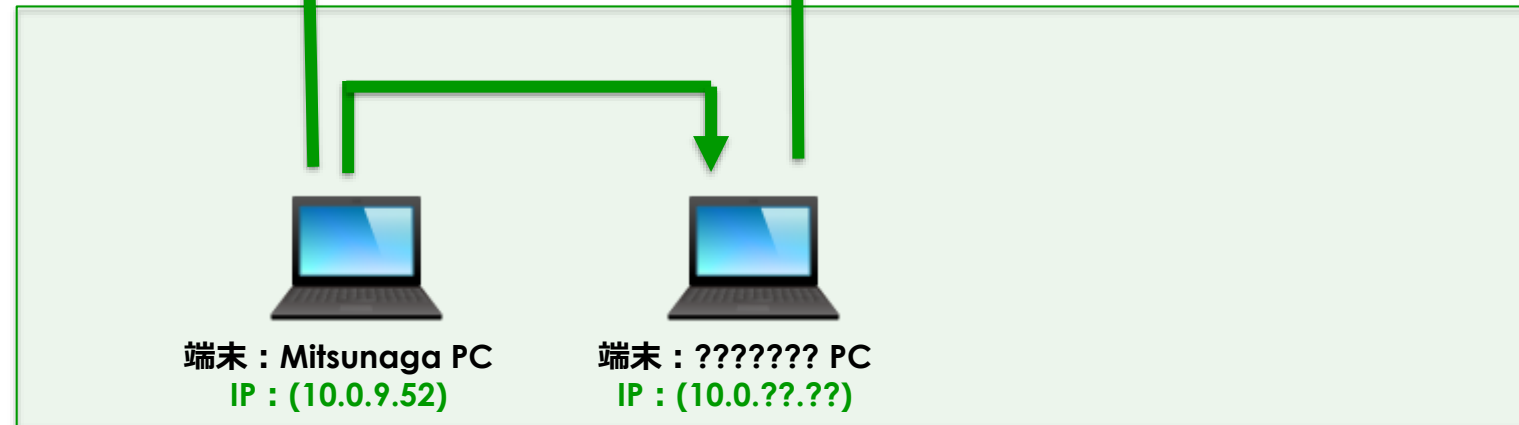 端末：Mitsunaga PC
IP：(10.0.9.52)
端末：??????? PC
IP：(10.0.??.??)